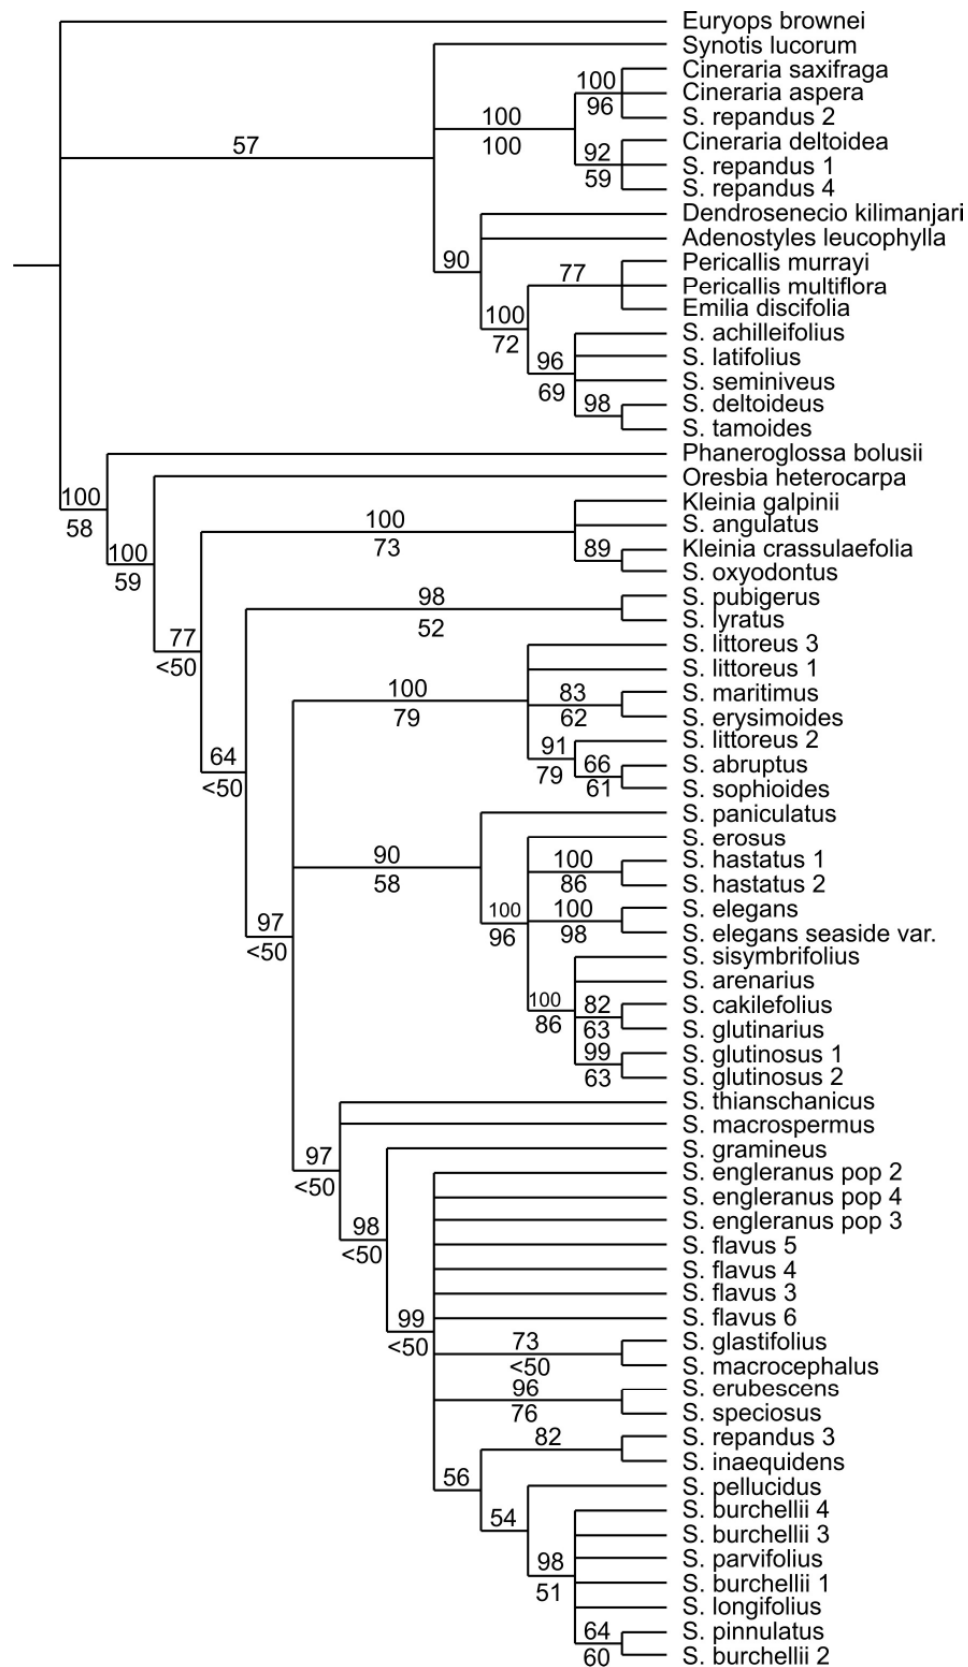 Euryops brownei
Synotis lucorum
Cineraria saxifraga
100
Cineraria aspera
96
100
S. repandus 2
57
100
Cineraria deltoidea
92
S. repandus 1
59
S. repandus 4
Dendrosenecio kilimanjari
Adenostyles leucophylla
90
Pericallis murrayi
77
Pericallis multiflora
Emilia discifolia
100
S. achilleifolius
72
S. latifolius
96
S. seminiveus
69
S. deltoideus
98
S. tamoides
Phaneroglossa bolusii
Oresbia heterocarpa
100
Kleinia galpinii
58
100
S. angulatus
73
Kleinia crassulaefolia
89
100
S. oxyodontus
59
S. pubigerus
98
S. lyratus
52
77
S. littoreus 3
<50
S. littoreus 1
100
S. maritimus
83
79
S. erysimoides
62
S. littoreus 2
91
64
S. abruptus
66
79
<50
S. sophioides
61
S. paniculatus
S. erosus
90
S. hastatus 1
100
58
S. hastatus 2
86
S. elegans
100
100
97
S. elegans seaside var.
98
96
<50
S. sisymbrifolius
S. arenarius
100
S. cakilefolius
82
86
S. glutinarius
63
S. glutinosus 1
99
S. glutinosus 2
63
S. thianschanicus
S. macrospermus
97
S. gramineus
<50
S. engleranus pop 2
S. engleranus pop 4
98
S. engleranus pop 3
<50
S. flavus 5
S. flavus 4
S. flavus 3
99
S. flavus 6
<50
S. glastifolius
73
S. macrocephalus
<50
S. erubescens
96
S. speciosus
76
S. repandus 3
82
S. inaequidens
56
S. pellucidus
54
S. burchellii 4
S. burchellii 3
98
S. parvifolius
51
S. burchellii 1
S. longifolius
64
S. pinnulatus
60
S. burchellii 2